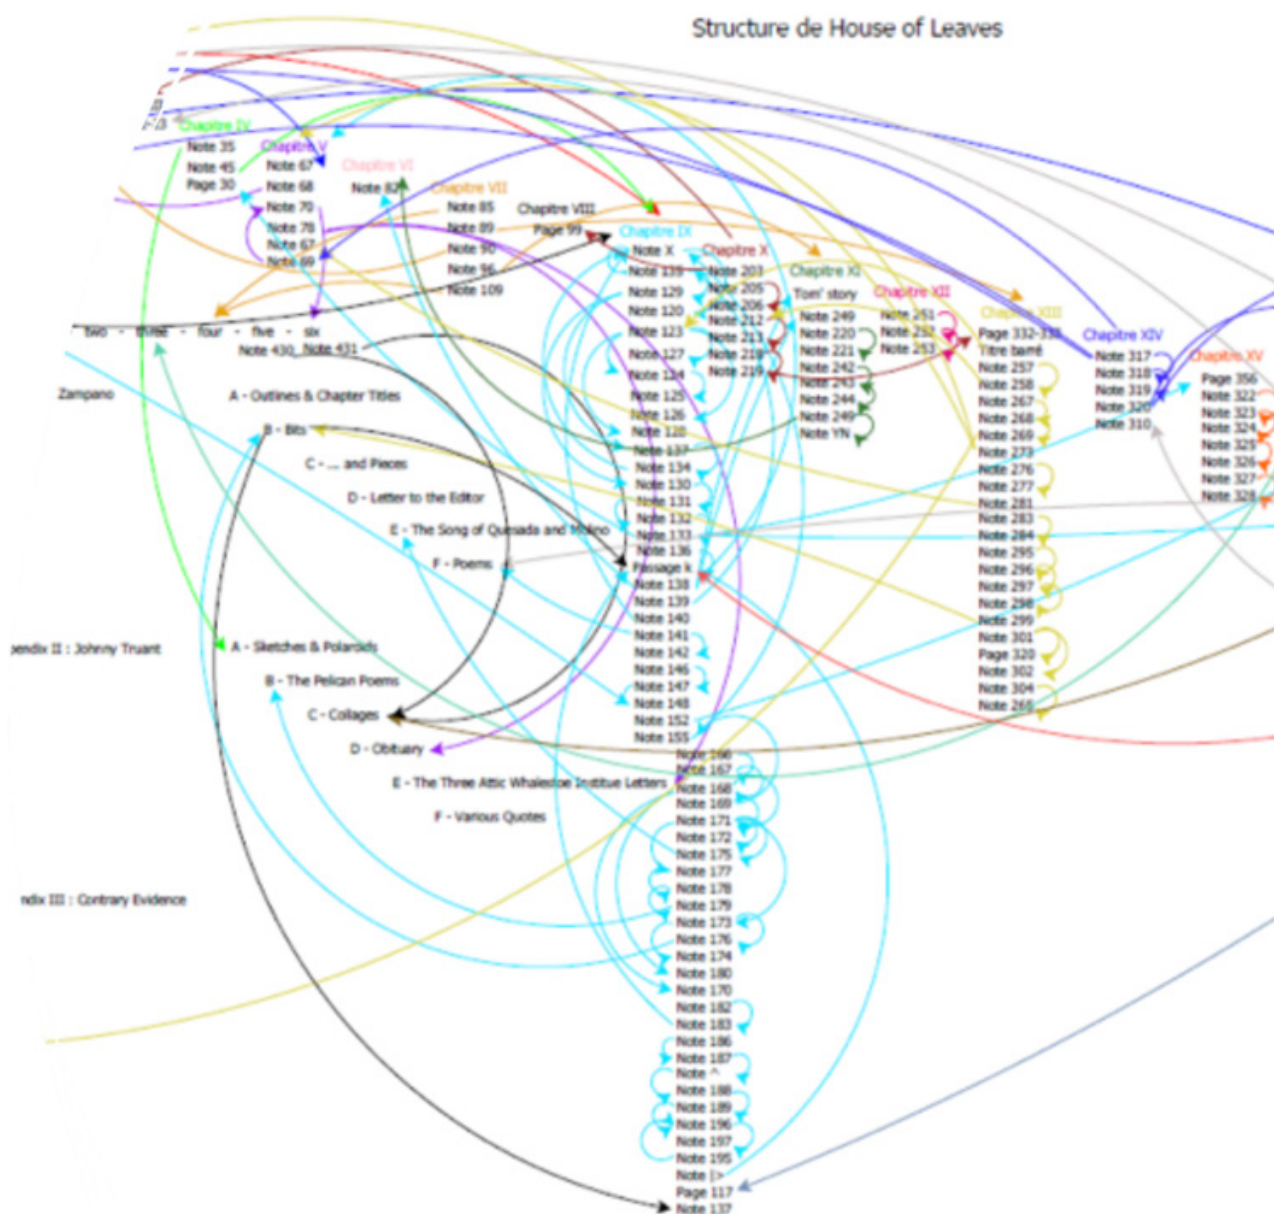 Structure de House of Leaves
Chapitre IV
Note 35
Note 45
Page 30
Chapitre V
Note 67
Note 68
Note 70
Note 78
Note 67
Note 69
Chapitre VI
Note 82
Chapitre VII
Note 85
Note 89
Note 90
Note 96
Note 109
Chapitre VIII
Page 99
Chapitre IX
Note X
Note 135
Note 129
Note 120
Note 123
Note 127
Note 124
Note 125
Note 126
Note 128
Note 137
Note 134
Note 130
Note 131
Note 132
Note 133
Note 136
Passage k
Note 138
Note 139
Note 140
Note 141
Note 142
Note 146
Note 147
Note 148
Note 152
Note 155
Note 166
Note 167
Note 168
Note 169
Note 171
Note 172
Note 175
Note 177
Note 178
Note 179
Note 173
Note 176
Note 174
Note 180
Note 170
Note 182
Note 183
Note 186
Note 187
Note ^
Note 188
Note 189
Note 196
Note 197
Note 195
Note |>
Page 117
Note 137
Chapitre X
Note 203
Note 205
Note 206
Note 212
Note 213
Note 218
Note 219
Chapitre XI
Tom' story
Note 249
Note 220
Note 221
Note 242
Note 243
Note 244
Note 249
Note YN
Chapitre XII
Note 251
Note 252
Note 253
Chapitre XIII
Page 332-333
Titre barré
Note 257
Note 258
Note 267
Note 268
Note 269
Note 273
Note 276
Note 277
Note 281
Note 283
Note 284
Note 295
Note 296
Note 297
Note 298
Note 299
Note 301
Page 320
Note 302
Note 304
Note 265
Chapitre XIV
Note 317
Note 318
Note 319
Note 320
Note 310
Chapitre XV
Page 356
Note 322
Note 323
Note 324
Note 325
Note 326
Note 327
Note 328
two - three - four - five - six
Note 430 Note 431
Zampano
A - Outlines & Chapter Titles
B - Bits
C - ... and Pieces
D - Letter to the Editor
E - The Song of Quesada and Molino
F - Poems
pendix II : Johnny Truant
A - Sketches & Polaroids
B - The Pelican Poems
C - Collages
D - Obituary
E - The Three Attic Whalestoe Institue Letters
F - Various Quotes
ndix III : Contrary Evidence